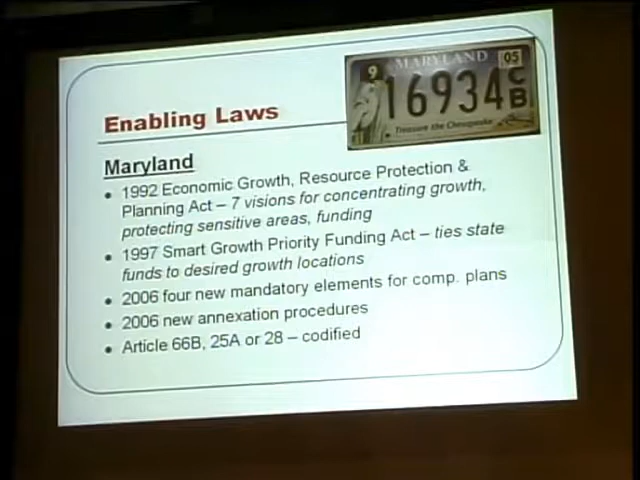 MARYLAND
9
05
16934
CB
Treasure the Chesapeake
Enabling Laws
Maryland
• 1992 Economic Growth, Resource Protection &
Planning Act – 7 visions for concentrating growth,
protecting sensitive areas, funding
• 1997 Smart Growth Priority Funding Act – ties state
funds to desired growth locations
• 2006 four new mandatory elements for comp. plans
• 2006 new annexation procedures
• Article 66B, 25A or 28 – codified